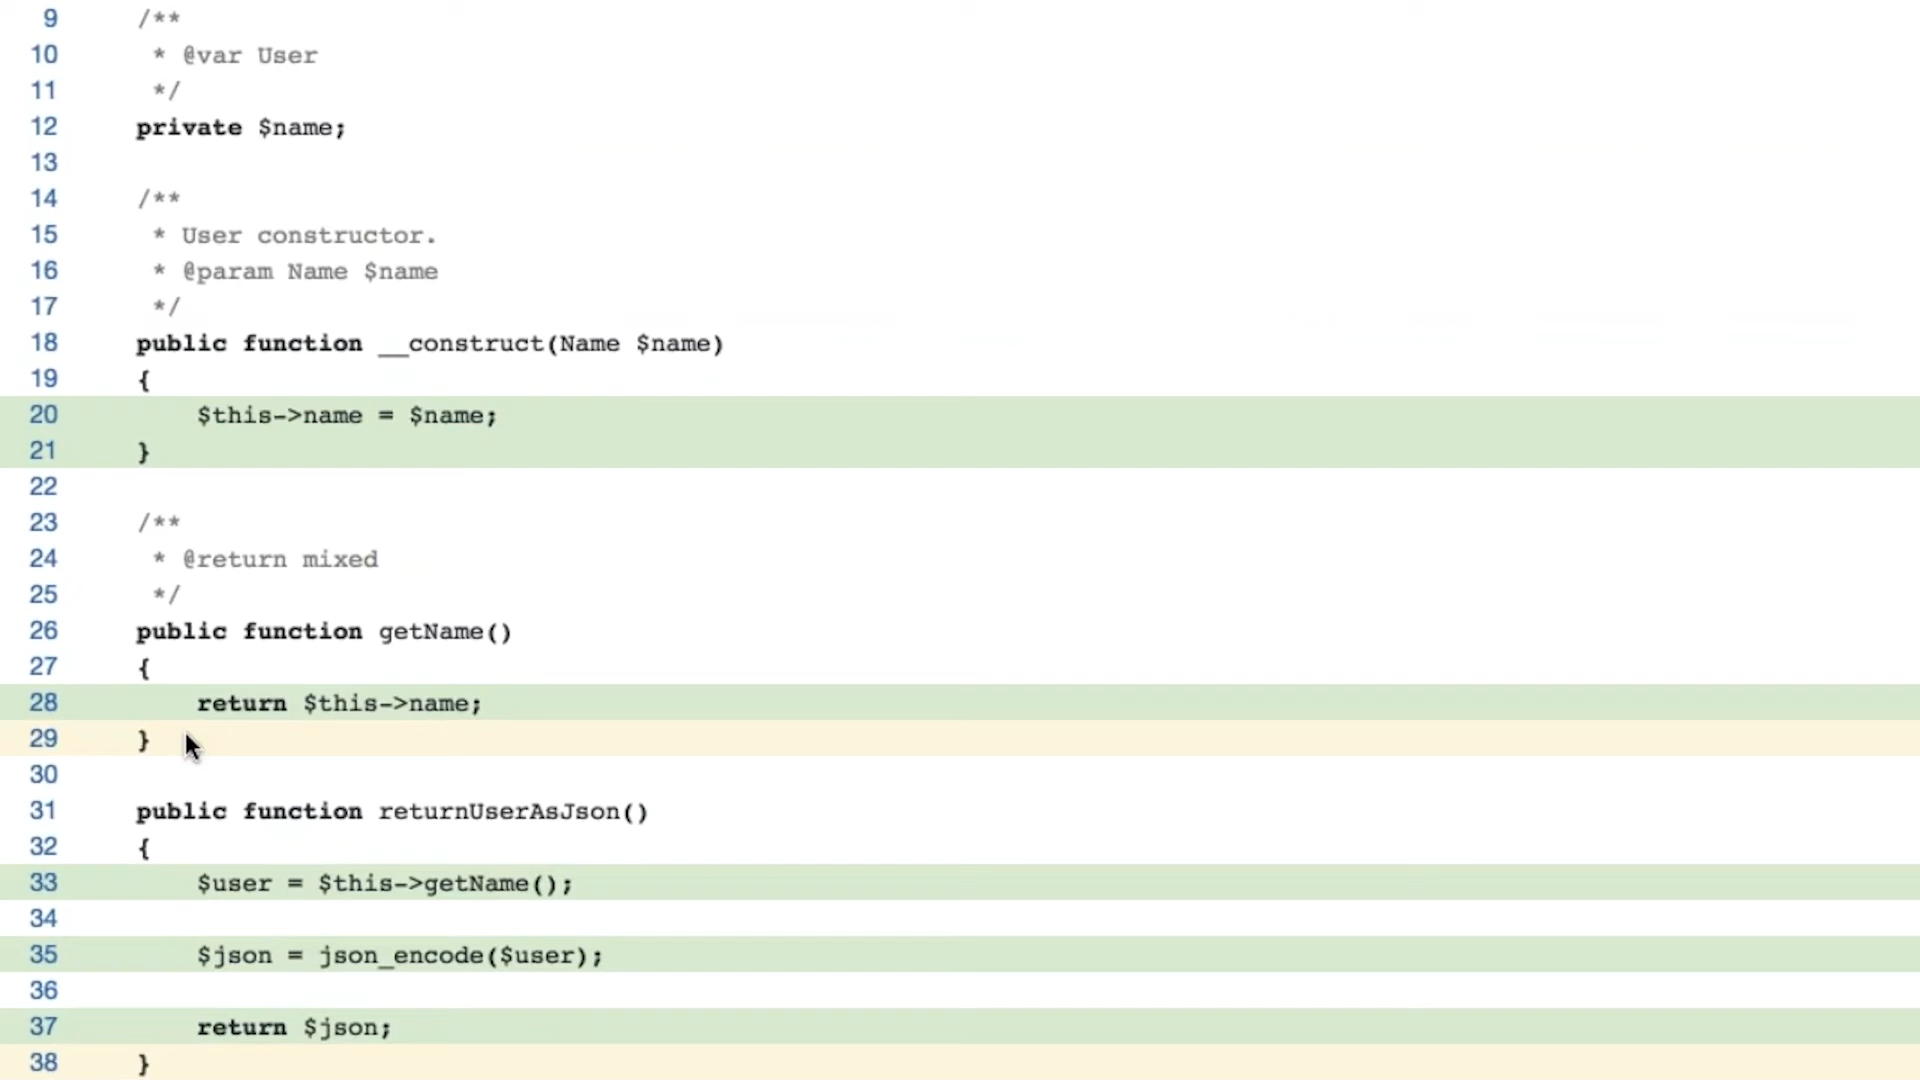 9 /**
10 * @var User
11 */
12 private $name;
13
14 /**
15 * User constructor.
16 * @param Name $name
17 */
18 public function __construct(Name $name)
19 {
20 $this->name = $name;
21 }
22
23 /**
24 * @return mixed
25 */
26 public function getName()
27 {
28 return $this->name;
29 }
30
31 public function returnUserAsJson()
32 {
33 $user = $this->getName();
34
35 $json = json_encode($user);
36
37 return $json;
38 }